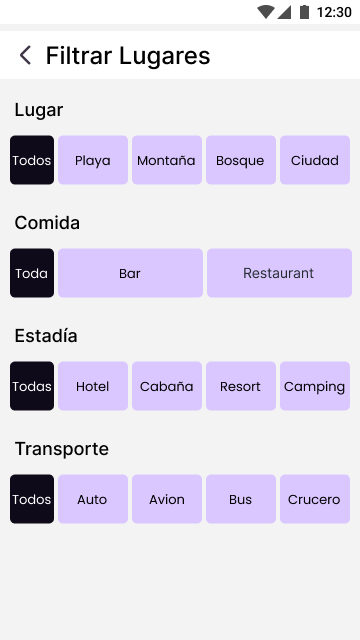 12:30
Filtrar Lugares
Lugar
Todos Playa Montaña Bosque Ciudad
Comida
Toda Bar Restaurant
Estadía
Todas Hotel Cabaña Resort Camping
Transporte
Todos Auto Avion Bus Crucero